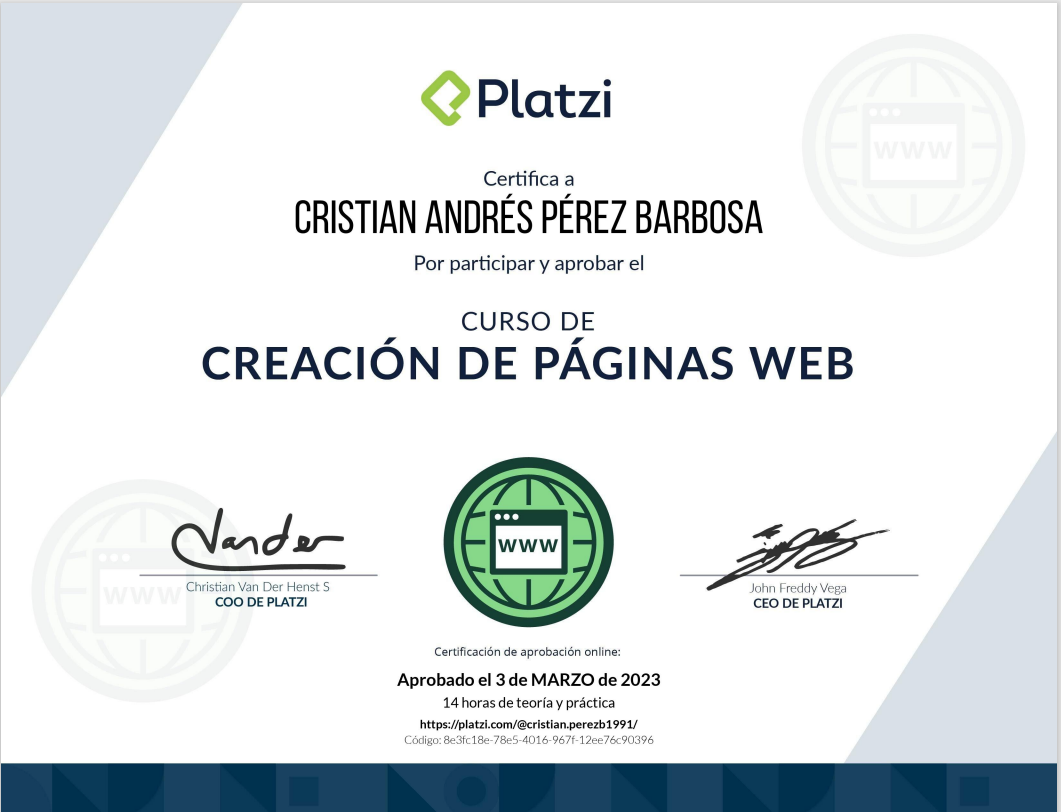 Platzi
WWW
Certifica a
CRISTIAN ANDRÉS PÉREZ BARBOSA
Por participar y aprobar el
CURSO DE
CREACIÓN DE PÁGINAS WEB
Vander
WWW
WWW
Christian Van Der Henst S
COO DE PLATZI
John Freddy Vega
CEO DE PLATZI
Certificación de aprobación online:
Aprobado el 3 de MARZO de 2023
14 horas de teoría y práctica
https://platzi.com/@cristian.perezb1991/
Código: 8e3fc18e-78e5-4016-967f-12ee76c90396